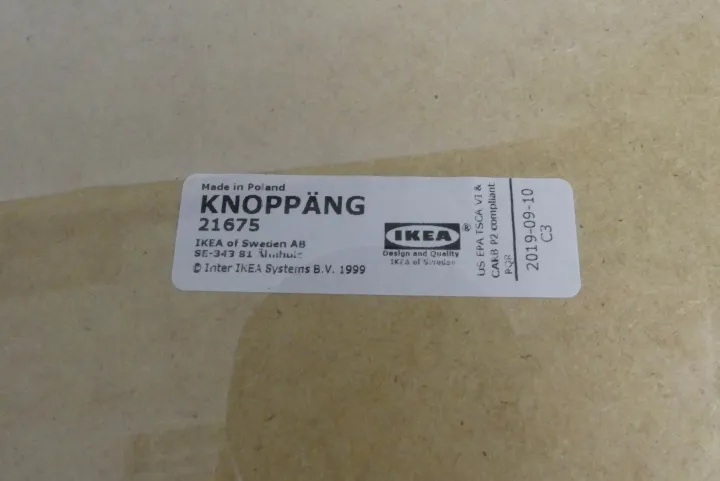 Made in Poland
KNOPPÄNG
21675
IKEA of Sweden AB
SE-343 81 Älmhult
© Inter IKEA Systems B.V. 1999
IKEA®
Design and Quality
IKEA of Sweden
US EPA TSCA VI &
CARB P2 compliant
PQR
2019-09-10
C3